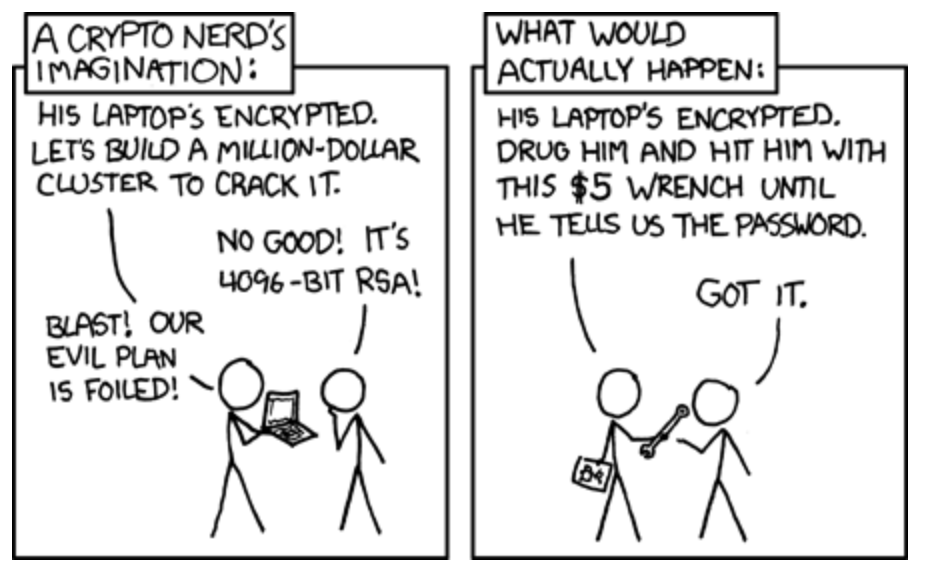 A CRYPTO NERD'S
IMAGINATION:
HIS LAPTOP'S ENCRYPTED.
LET'S BUILD A MILLION-DOLLAR
CLUSTER TO CRACK IT.
NO GOOD! IT'S
4096-BIT RSA!
BLAST! OUR
EVIL PLAN
IS FOILED!
WHAT WOULD
ACTUALLY HAPPEN:
HIS LAPTOP'S ENCRYPTED.
DRUG HIM AND HIT HIM WITH
THIS $5 WRENCH UNTIL
HE TELLS US THE PASSWORD.
GOT IT.